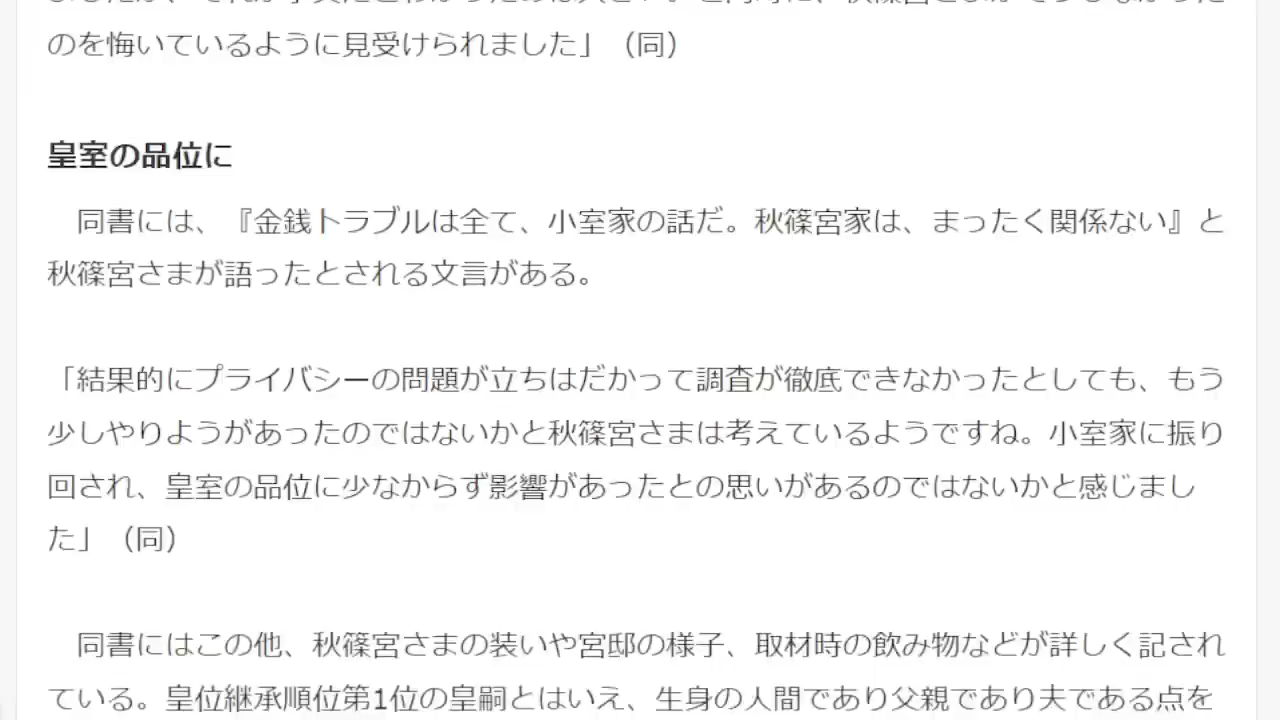 のを悔いているように見受けられました」（同）
皇室の品位に
同書には、『金銭トラブルは全て、小室家の話だ。秋篠宮家は、まったく関係ない』と
秋篠宮さまが語ったとされる文言がある。
「結果的にプライバシーの問題が立ちはだかって調査が徹底できなかったとしても、もう
少しやりようがあったのではないかと秋篠宮さまは考えているようですね。小室家に振り
回され、皇室の品位に少なからず影響があったとの思いがあるのではないかと感じまし
た」（同）
同書にはこの他、秋篠宮さまの装いや宮邸の様子、取材時の飲み物などが詳しく記され
ている。皇位継承順位第1位の皇嗣とはいえ、生身の人間であり父親であり夫である点を